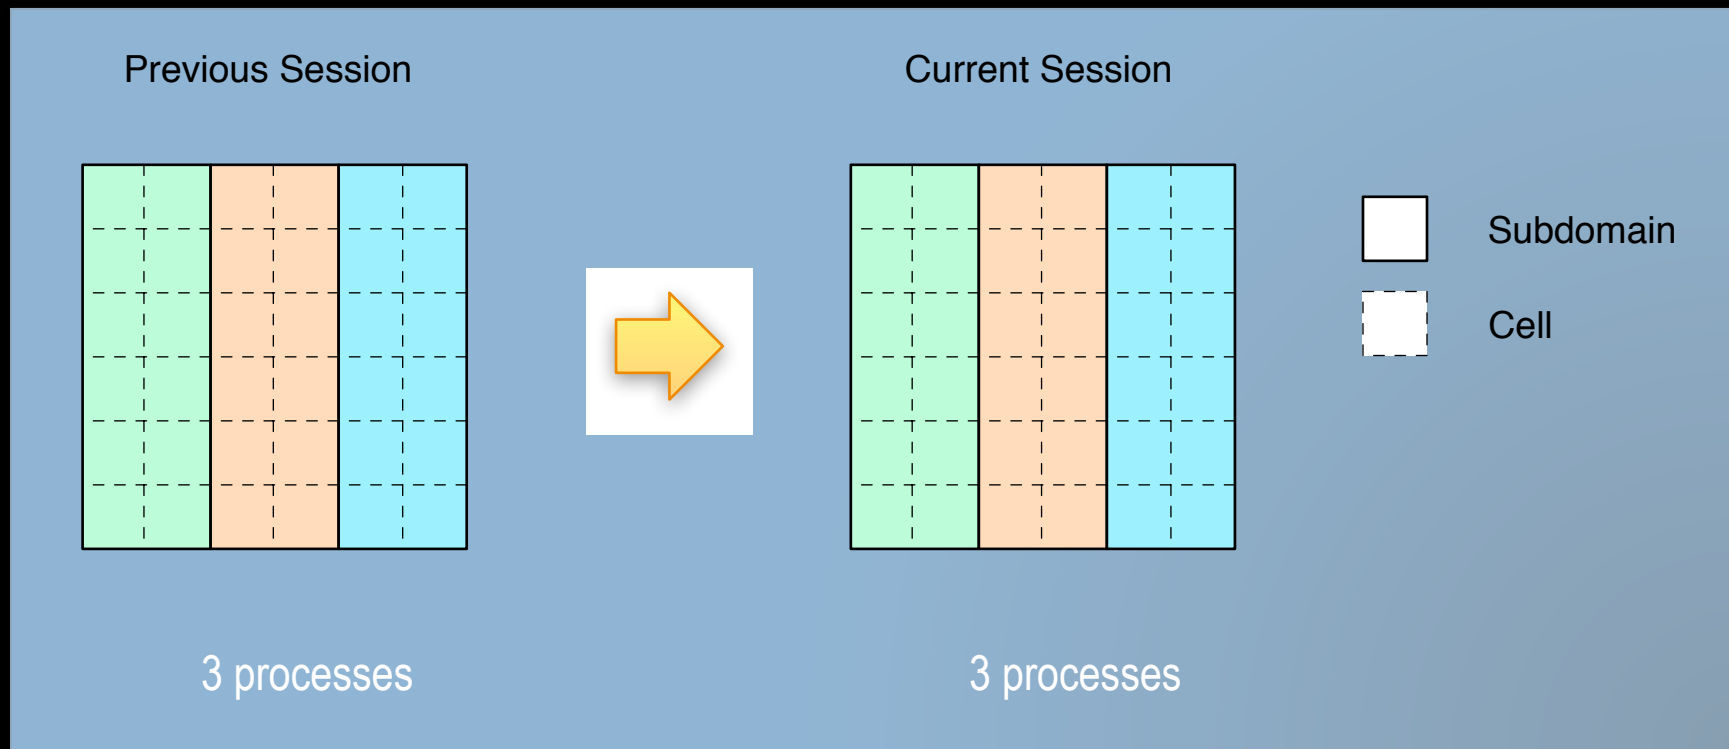 Previous Session
Current Session
Subdomain
Cell
3 processes
3 processes